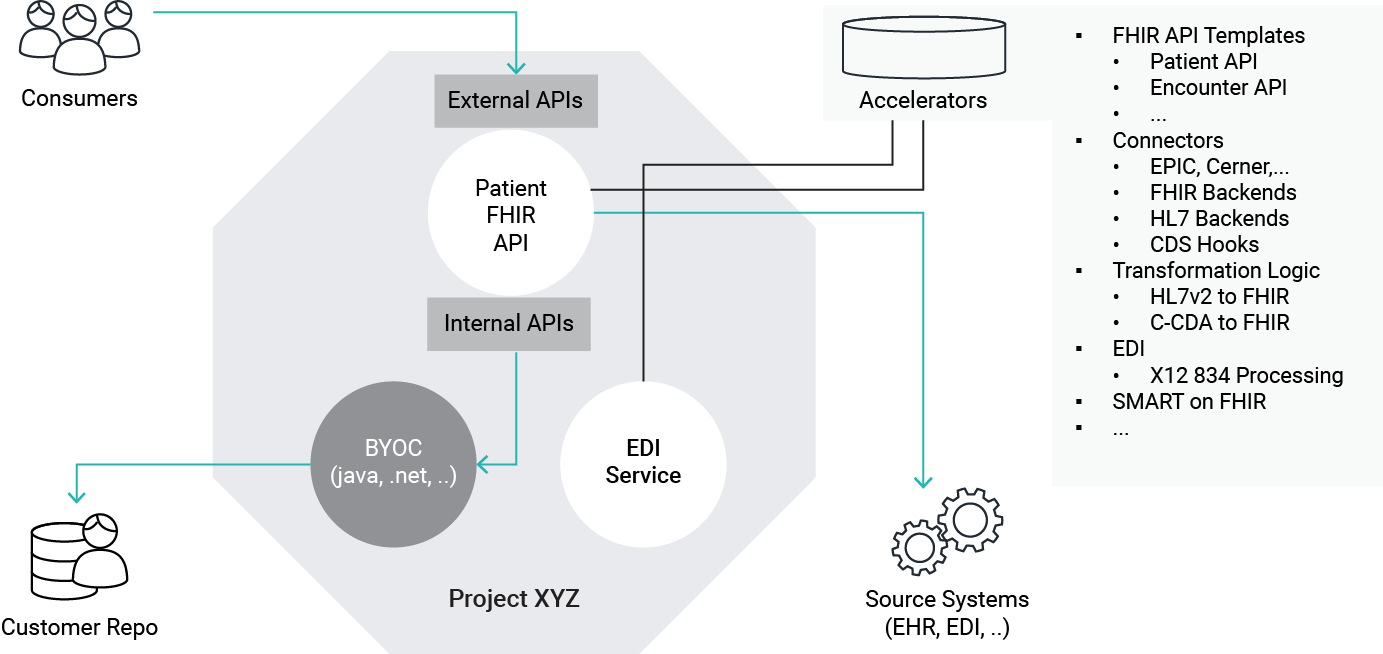 Consumers
External APIs
Patient
FHIR
API
Internal APIs
BYOC
(java, .net, ..)
EDI
Service
Project XYZ
Customer Repo
Accelerators
Source Systems
(EHR, EDI, ..)
▪ FHIR API Templates
• Patient API
• Encounter API
• ...
▪ Connectors
• EPIC, Cerner,...
• FHIR Backends
• HL7 Backends
• CDS Hooks
▪ Transformation Logic
• HL7v2 to FHIR
• C-CDA to FHIR
▪ EDI
• X12 834 Processing
▪ SMART on FHIR
▪ ...